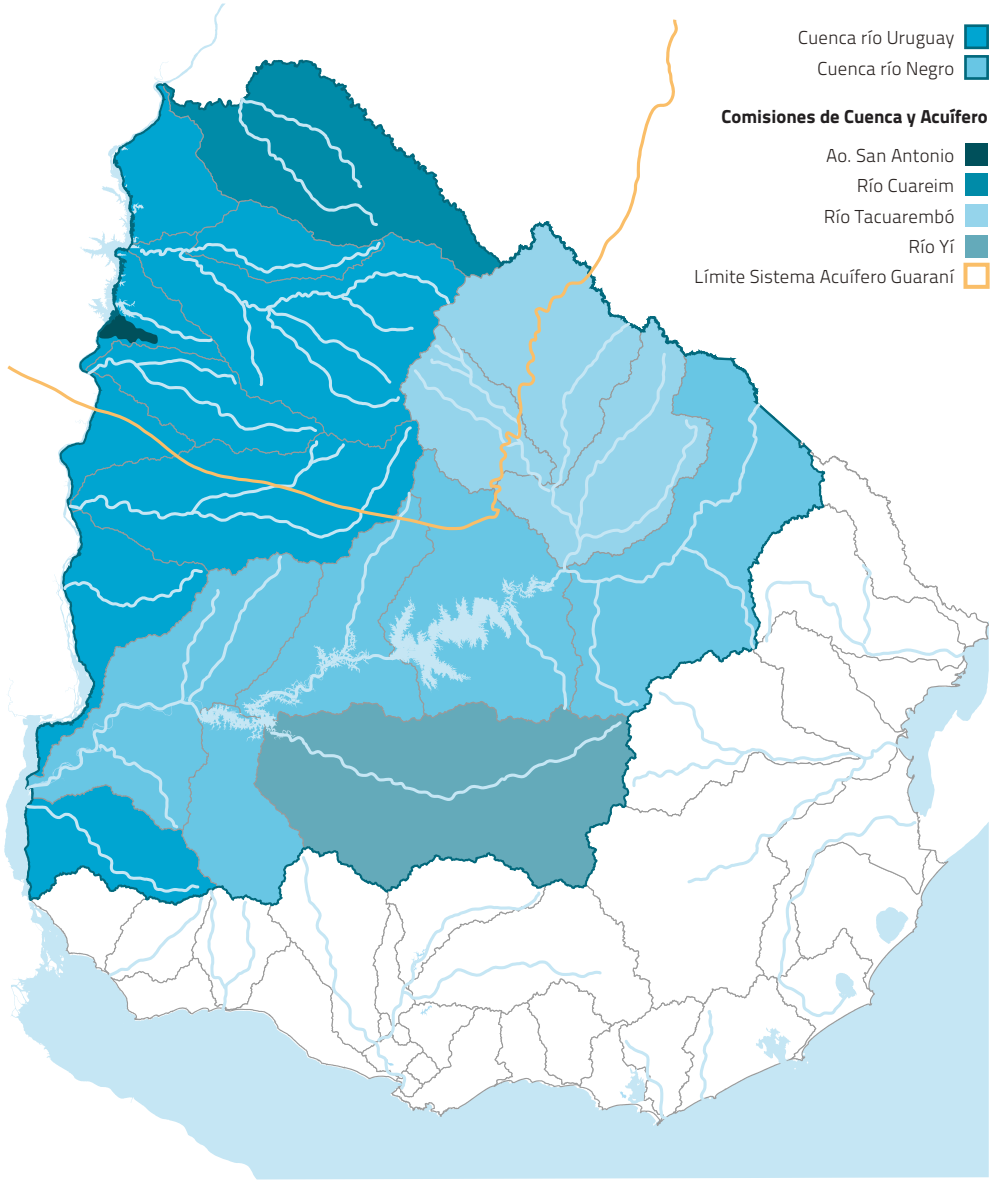 Cuenca río Uruguay
Cuenca río Negro
Comisiones de Cuenca y Acuífero
Ao. San Antonio
Río Cuareim
Río Tacuarembó
Río Yí
Límite Sistema Acuífero Guaraní